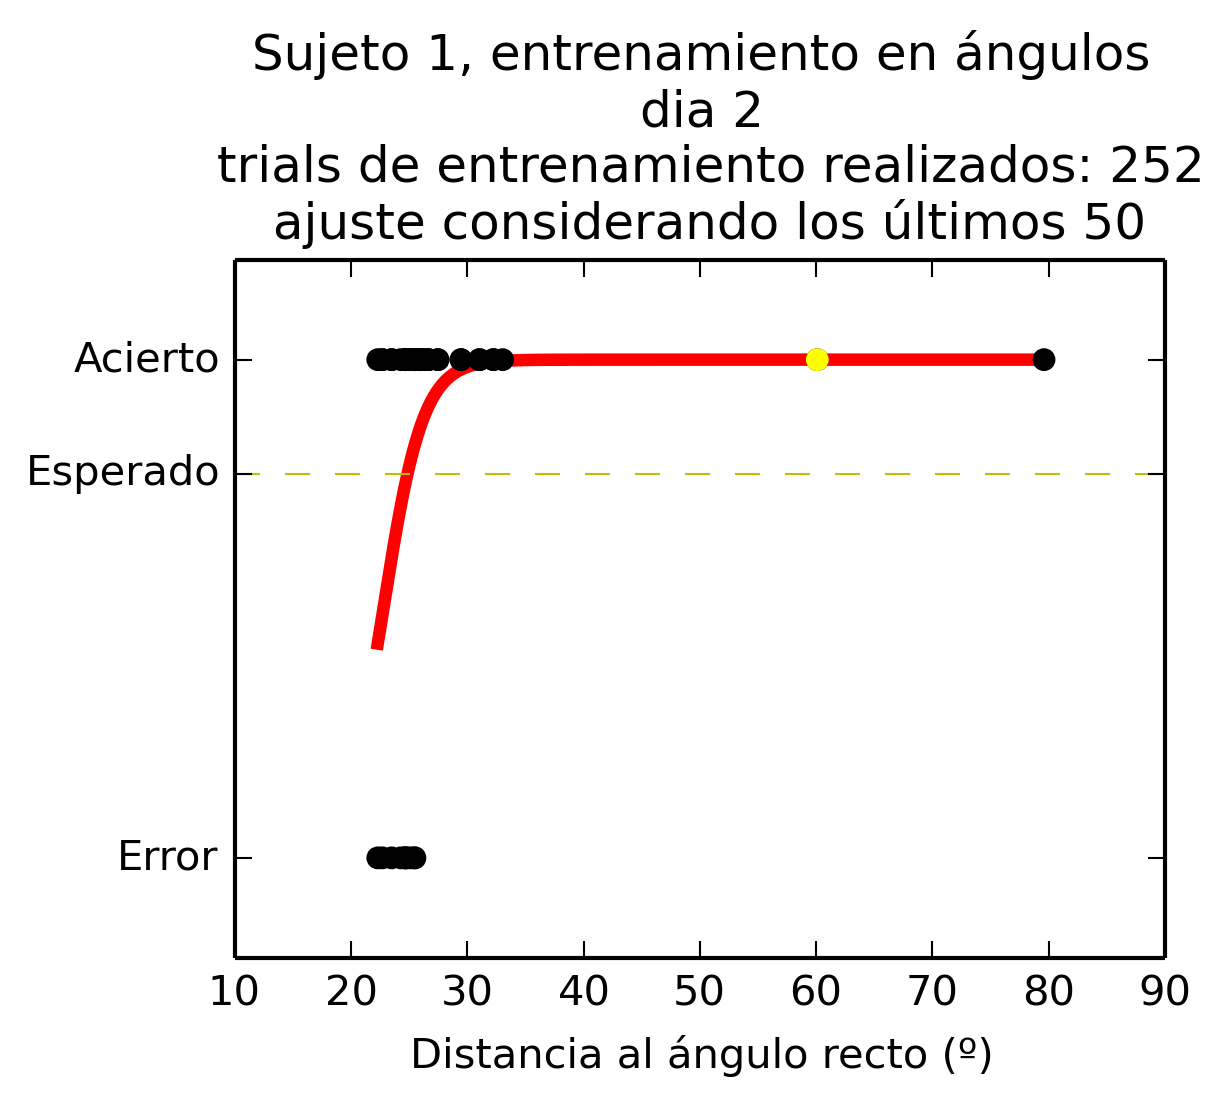 Sujeto 1, entrenamiento en ángulos
dia 2
trials de entrenamiento realizados: 252
ajuste considerando los últimos 50
Acierto
Esperado
Error
10 20 30 40 50 60 70 80 90
Distancia al ángulo recto (º)